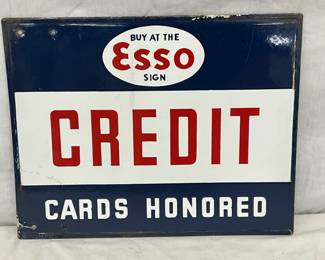 BUY AT THE
Esso
SIGN
CREDIT
CARDS HONORED